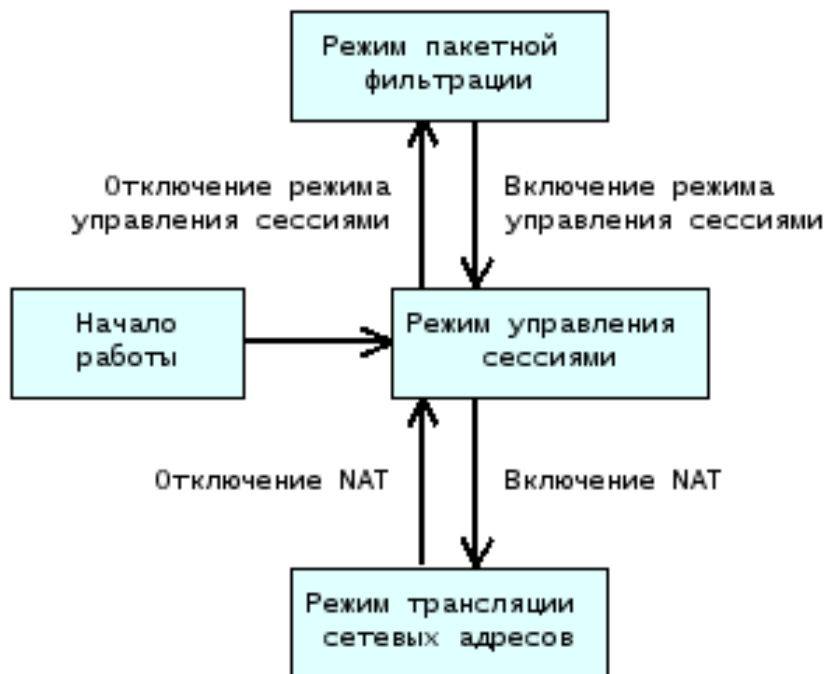 Режим пакетной
фильтрации
Отключение режима
управления сессиями
Включение режима
управления сессиями
Начало
работы
Режим управления
сессиями
Отключение NAT
Включение NAT
Режим трансляции
сетевых адресов